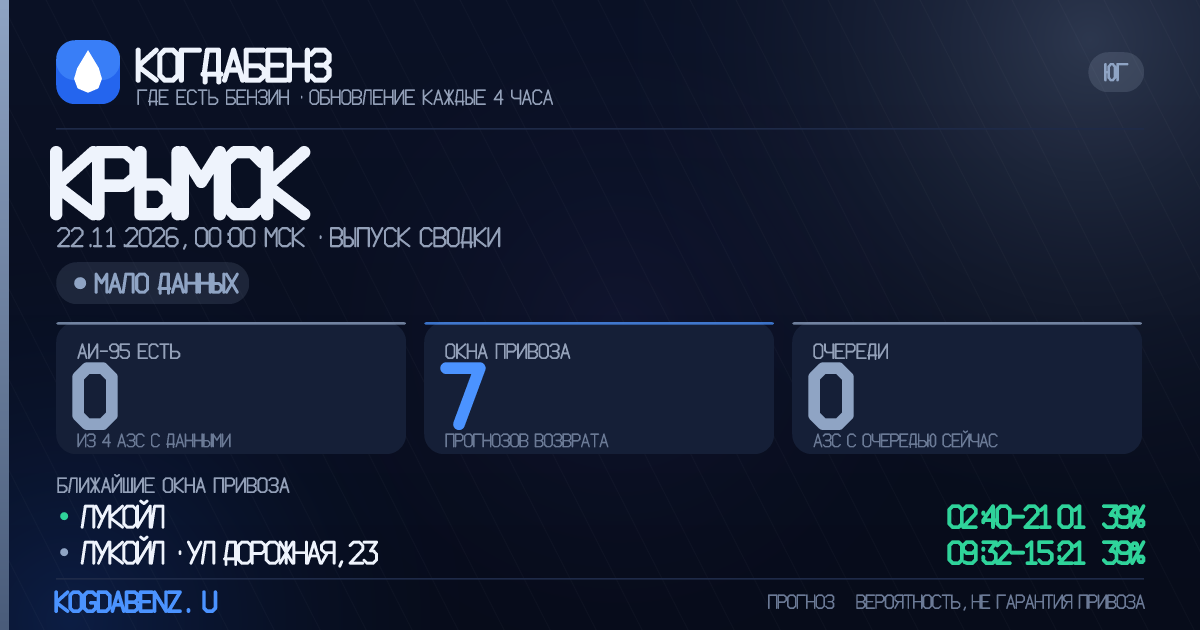 КОГДАБЕНЗ
ГДЕ ЕСТЬ БЕНЗИН · ОБНОВЛЕНИЕ КАЖДЫЕ 4 ЧАСА
ЮГ
КРЫМСК
22.11.2026, 00:00 МСК · ВЫПУСК СВОДКИ
МАЛО ДАННЫХ
АИ-95 ЕСТЬ
0
ИЗ 4 АЗС С ДАННЫМИ
ОКНА ПРИВОЗА
7
ПРОГНОЗОВ ВОЗВРАТА
ОЧЕРЕДИ
0
АЗС С ОЧЕРЕДЬЮ СЕЙЧАС
БЛИЖАЙШИЕ ОКНА ПРИВОЗА
• ЛУКОЙЛ 02:40-21 01 39%
• ЛУКОЙЛ · УЛ ДОРОЖНАЯ, 23 09:32-15:21 39%
KOGDABENZ. U
ПРОГНОЗ ВЕРОЯТНОСТЬ, НЕ ГАРАНТИЯ ПРИВОЗА